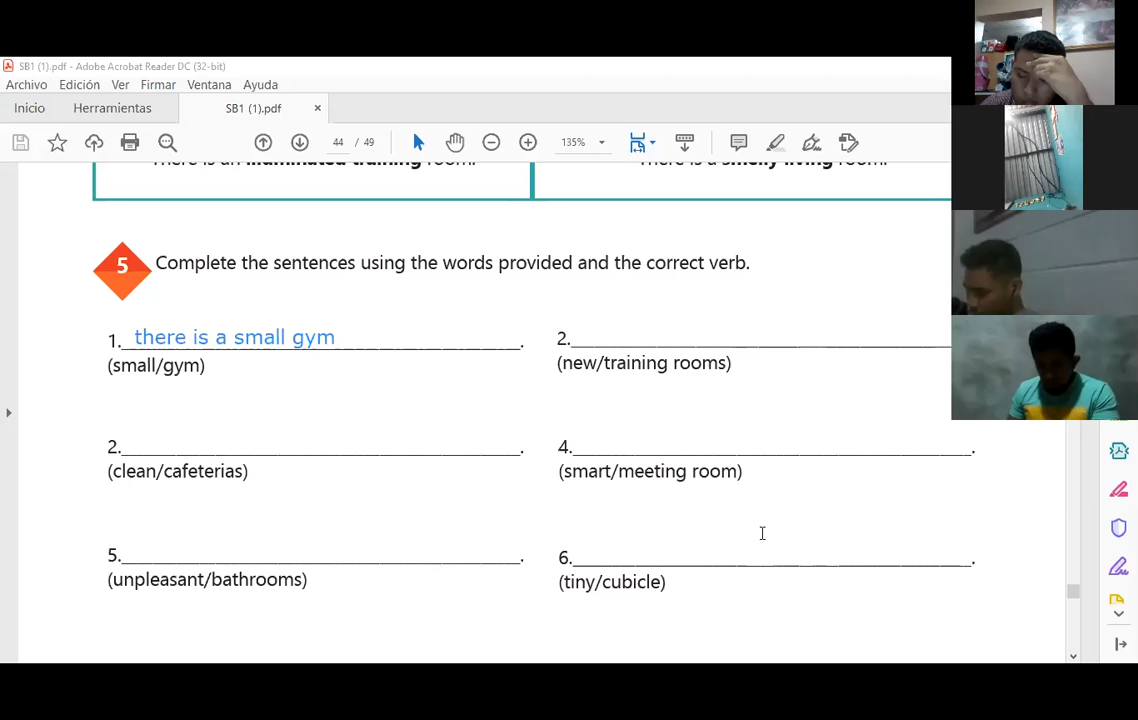 SB1 (1).pdf - Adobe Acrobat Reader DC (32-bit)
Archivo Edición Ver Firmar Ventana Ayuda
Inicio Herramientas SB1 (1).pdf ×
44 / 49 135%
There is an illuminated training room. There is a smelly living room.
5 Complete the sentences using the words provided and the correct verb.
1. there is a small gym.
(small/gym)
2.
(new/training rooms)
2. .
(clean/cafeterias)
4. .
(smart/meeting room)
5. .
(unpleasant/bathrooms)
6. .
(tiny/cubicle)